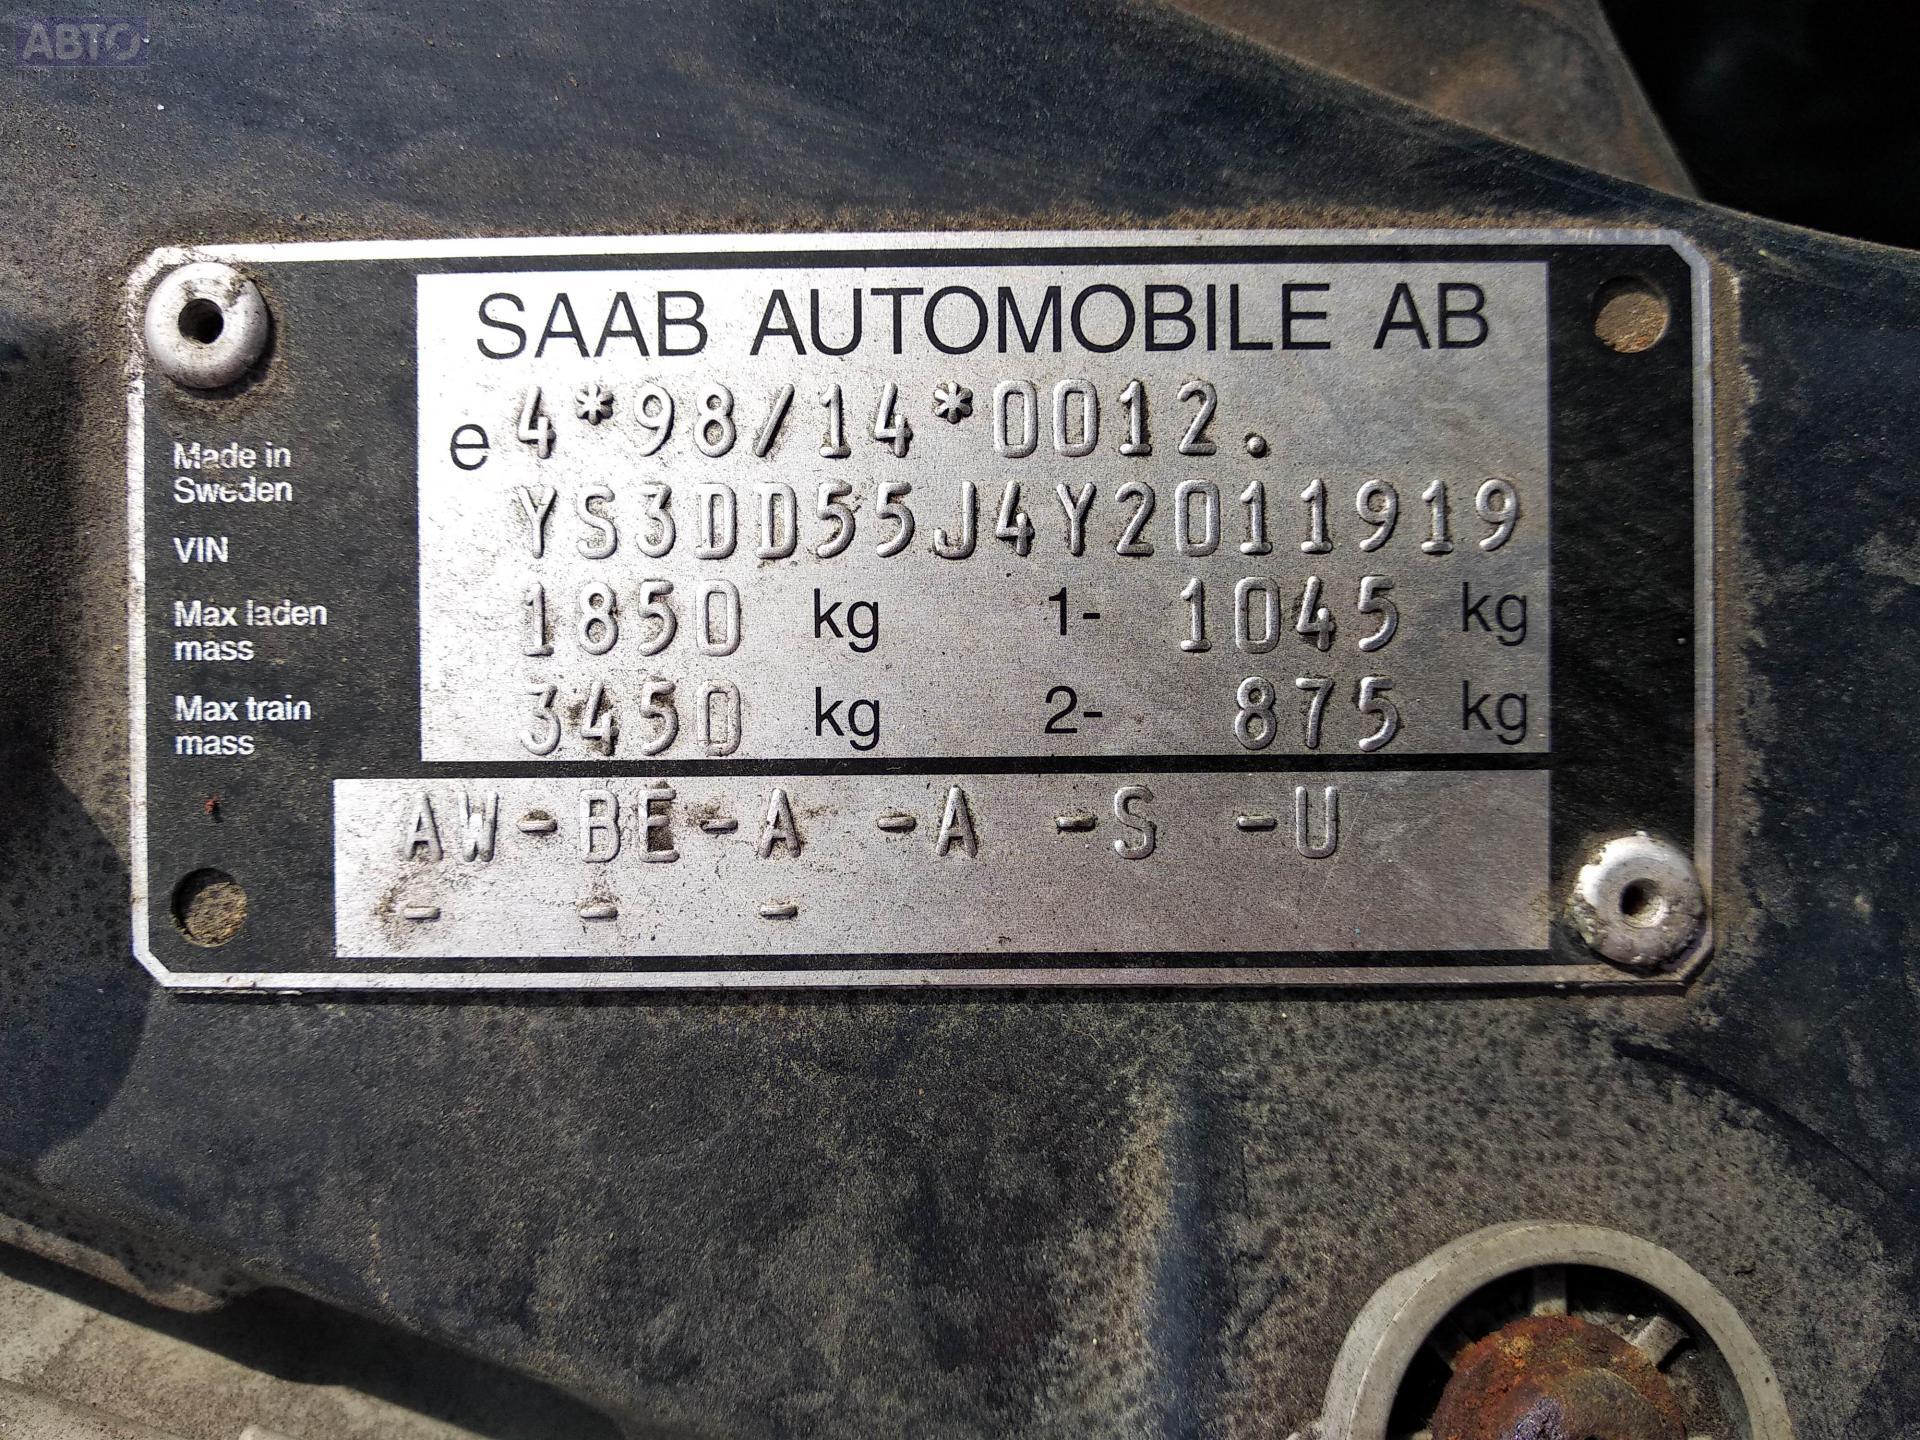 АВТО
SAAB AUTOMOBILE AB
e 4*98/14*0012.
Made in
Sweden
VIN YS3DD55J4Y2011919
Max laden
mass 1850 kg 1- 1045 kg
Max train
mass 3450 kg 2- 875 kg
AW-BE-A -A -S -U
- - -